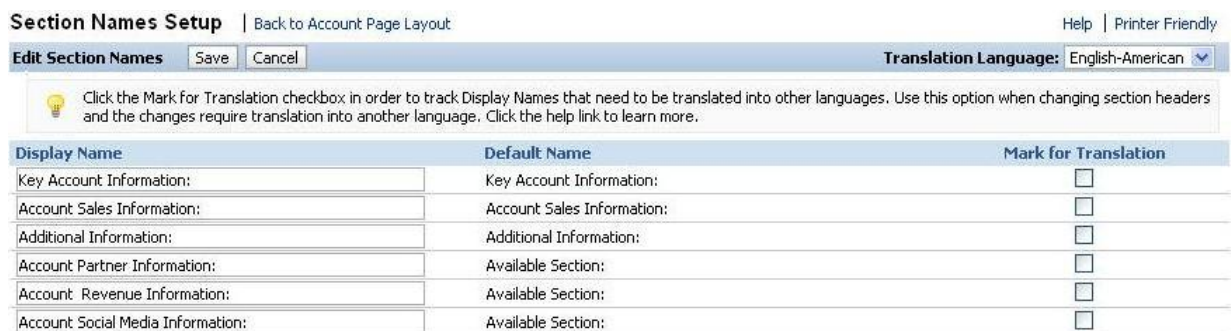 Section Names Setup | Back to Account Page Layout Help | Printer Friendly
Edit Section Names Save Cancel Translation Language: English-American
Click the Mark for Translation checkbox in order to track Display Names that need to be translated into other languages. Use this option when changing section headers
and the changes require translation into another language. Click the help link to learn more.
Display Name Default Name Mark for Translation
Key Account Information: Key Account Information:
Account Sales Information: Account Sales Information:
Additional Information: Additional Information:
Account Partner Information: Available Section:
Account Revenue Information: Available Section:
Account Social Media Information: Available Section: